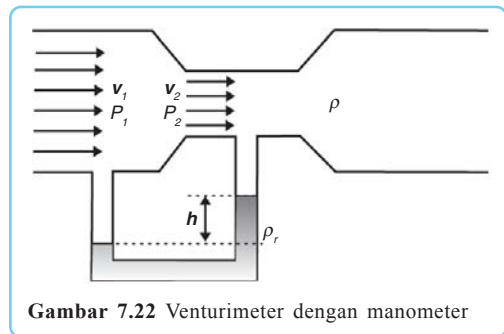 v₁ v₂ ρ
P₁ P₂
h
ρᵣ
Gambar 7.22 Venturimeter dengan manometer